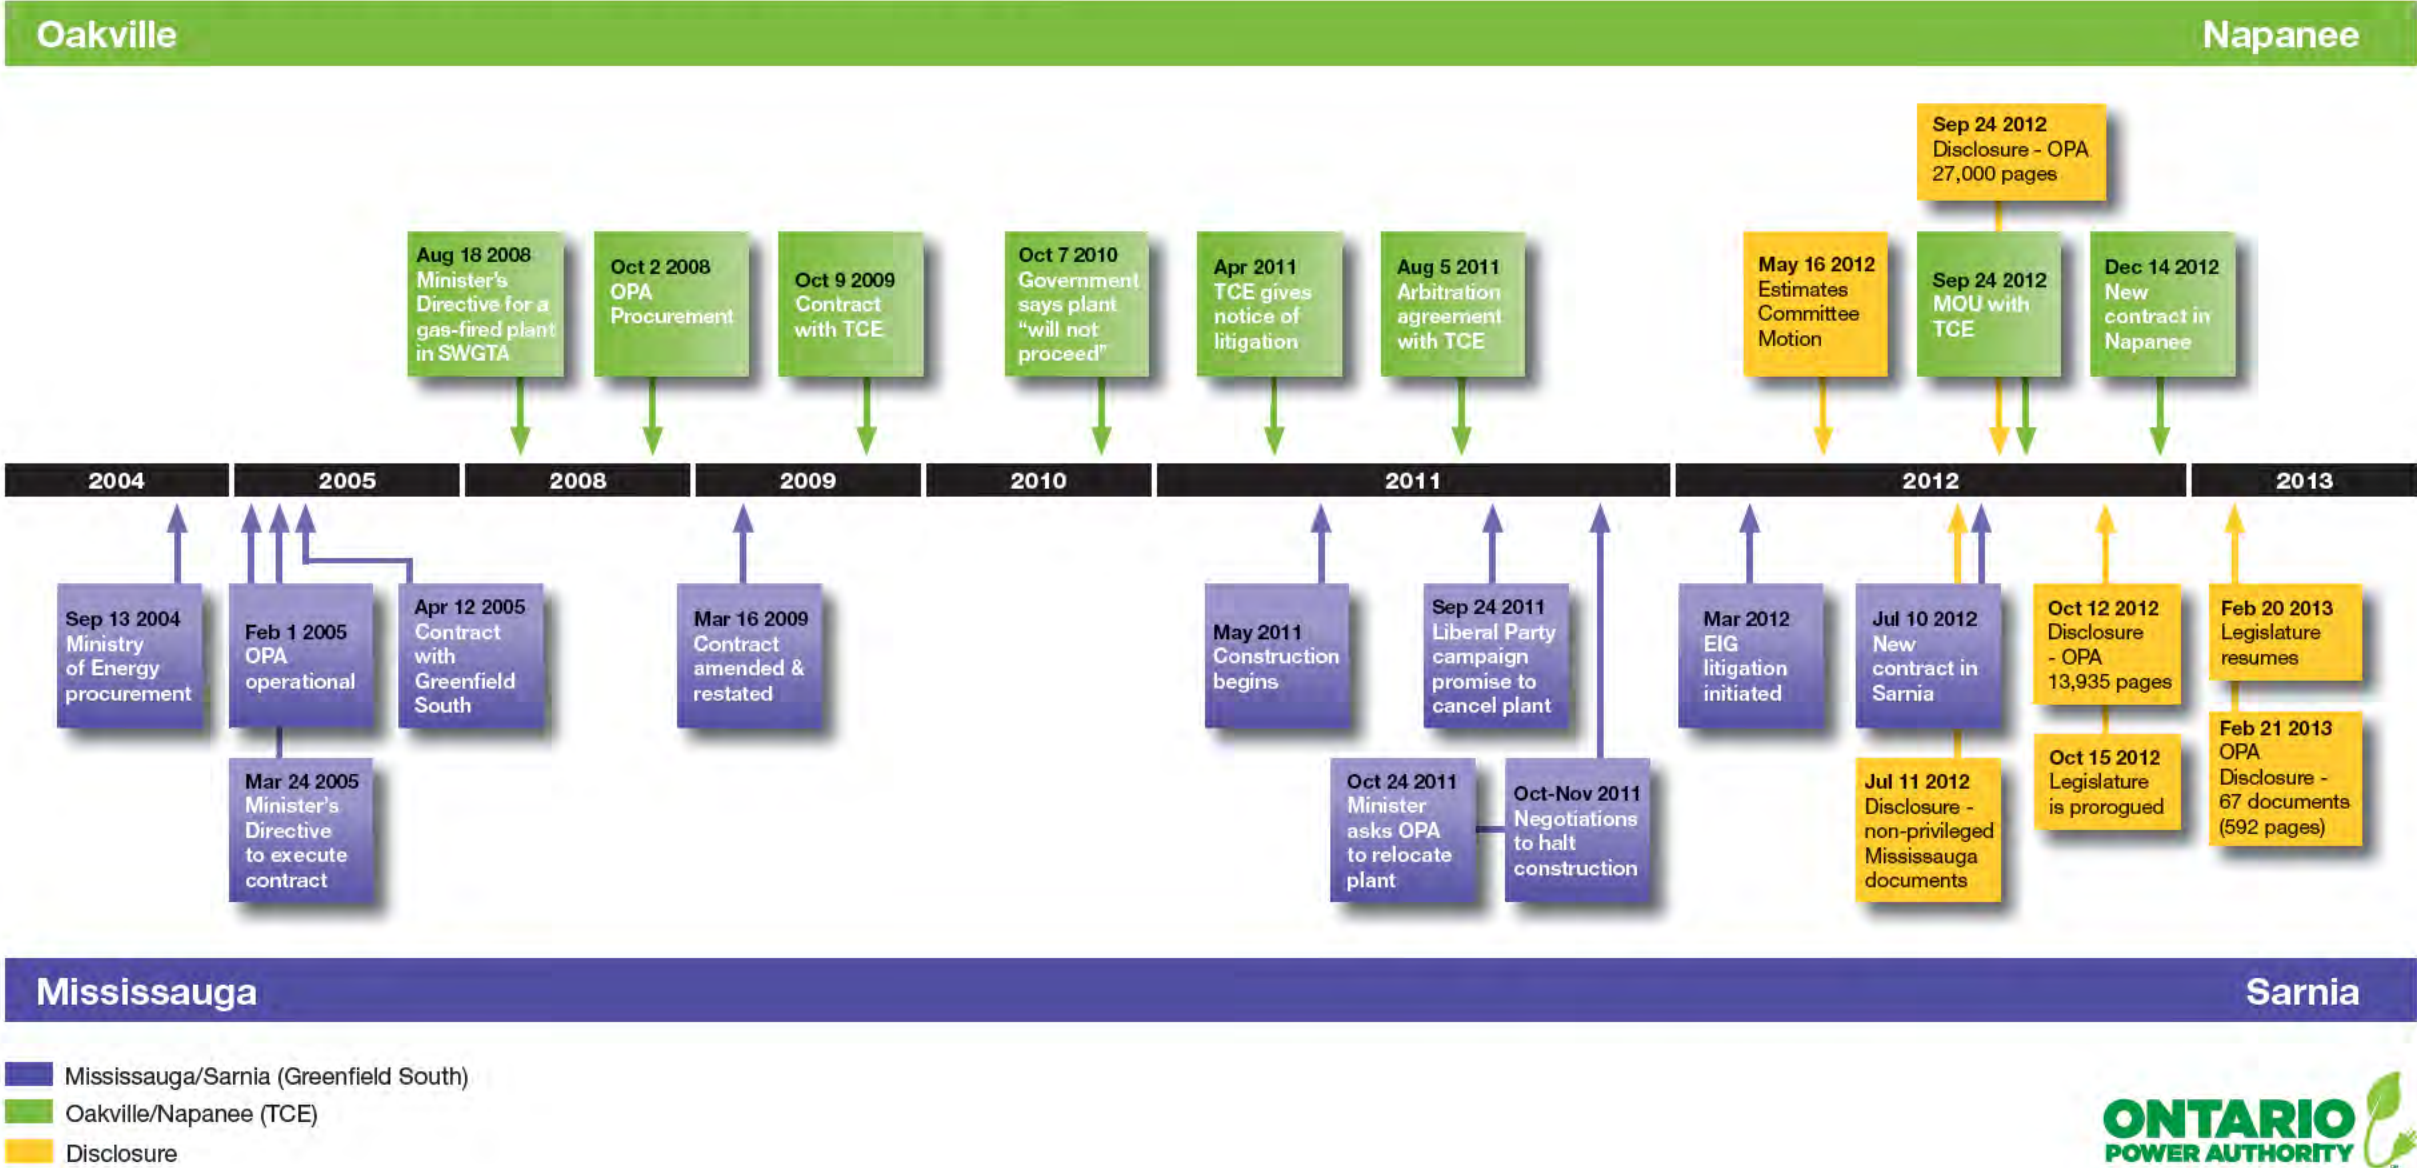 Oakville
Napanee
Sep 24 2012
Disclosure - OPA
27,000 pages
Aug 18 2008
Minister's
Directive for a
gas-fired plant
in SWGTA
Oct 2 2008
OPA
Procurement
Oct 9 2009
Contract
with TCE
Oct 7 2010
Government
says plant
“will not
proceed”
Apr 2011
TCE gives
notice of
litigation
Aug 5 2011
Arbitration
agreement
with TCE
May 16 2012
Estimates
Committee
Motion
Sep 24 2012
MOU with
TCE
Dec 14 2012
New
contract in
Napanee
2004
2005
2008
2009
2010
2011
2012
2013
Sep 13 2004
Ministry
of Energy
procurement
Feb 1 2005
OPA
operational
Apr 12 2005
Contract
with
Greenfield
South
Mar 16 2009
Contract
amended &
restated
May 2011
Construction
begins
Sep 24 2011
Liberal Party
campaign
promise to
cancel plant
Mar 2012
EIG
litigation
initiated
Jul 10 2012
New
contract in
Sarnia
Oct 12 2012
Disclosure
- OPA
13,935 pages
Feb 20 2013
Legislature
resumes
Mar 24 2005
Minister's
Directive
to execute
contract
Oct 24 2011
Minister
asks OPA
to relocate
plant
Oct-Nov 2011
Negotiations
to halt
construction
Jul 11 2012
Disclosure -
non-privileged
Mississauga
documents
Oct 15 2012
Legislature
is prorogued
Feb 21 2013
OPA
Disclosure -
67 documents
(592 pages)
Mississauga
Sarnia
Mississauga/Sarnia (Greenfield South)
Oakville/Napanee (TCE)
Disclosure
ONTARIO
POWER AUTHORITY